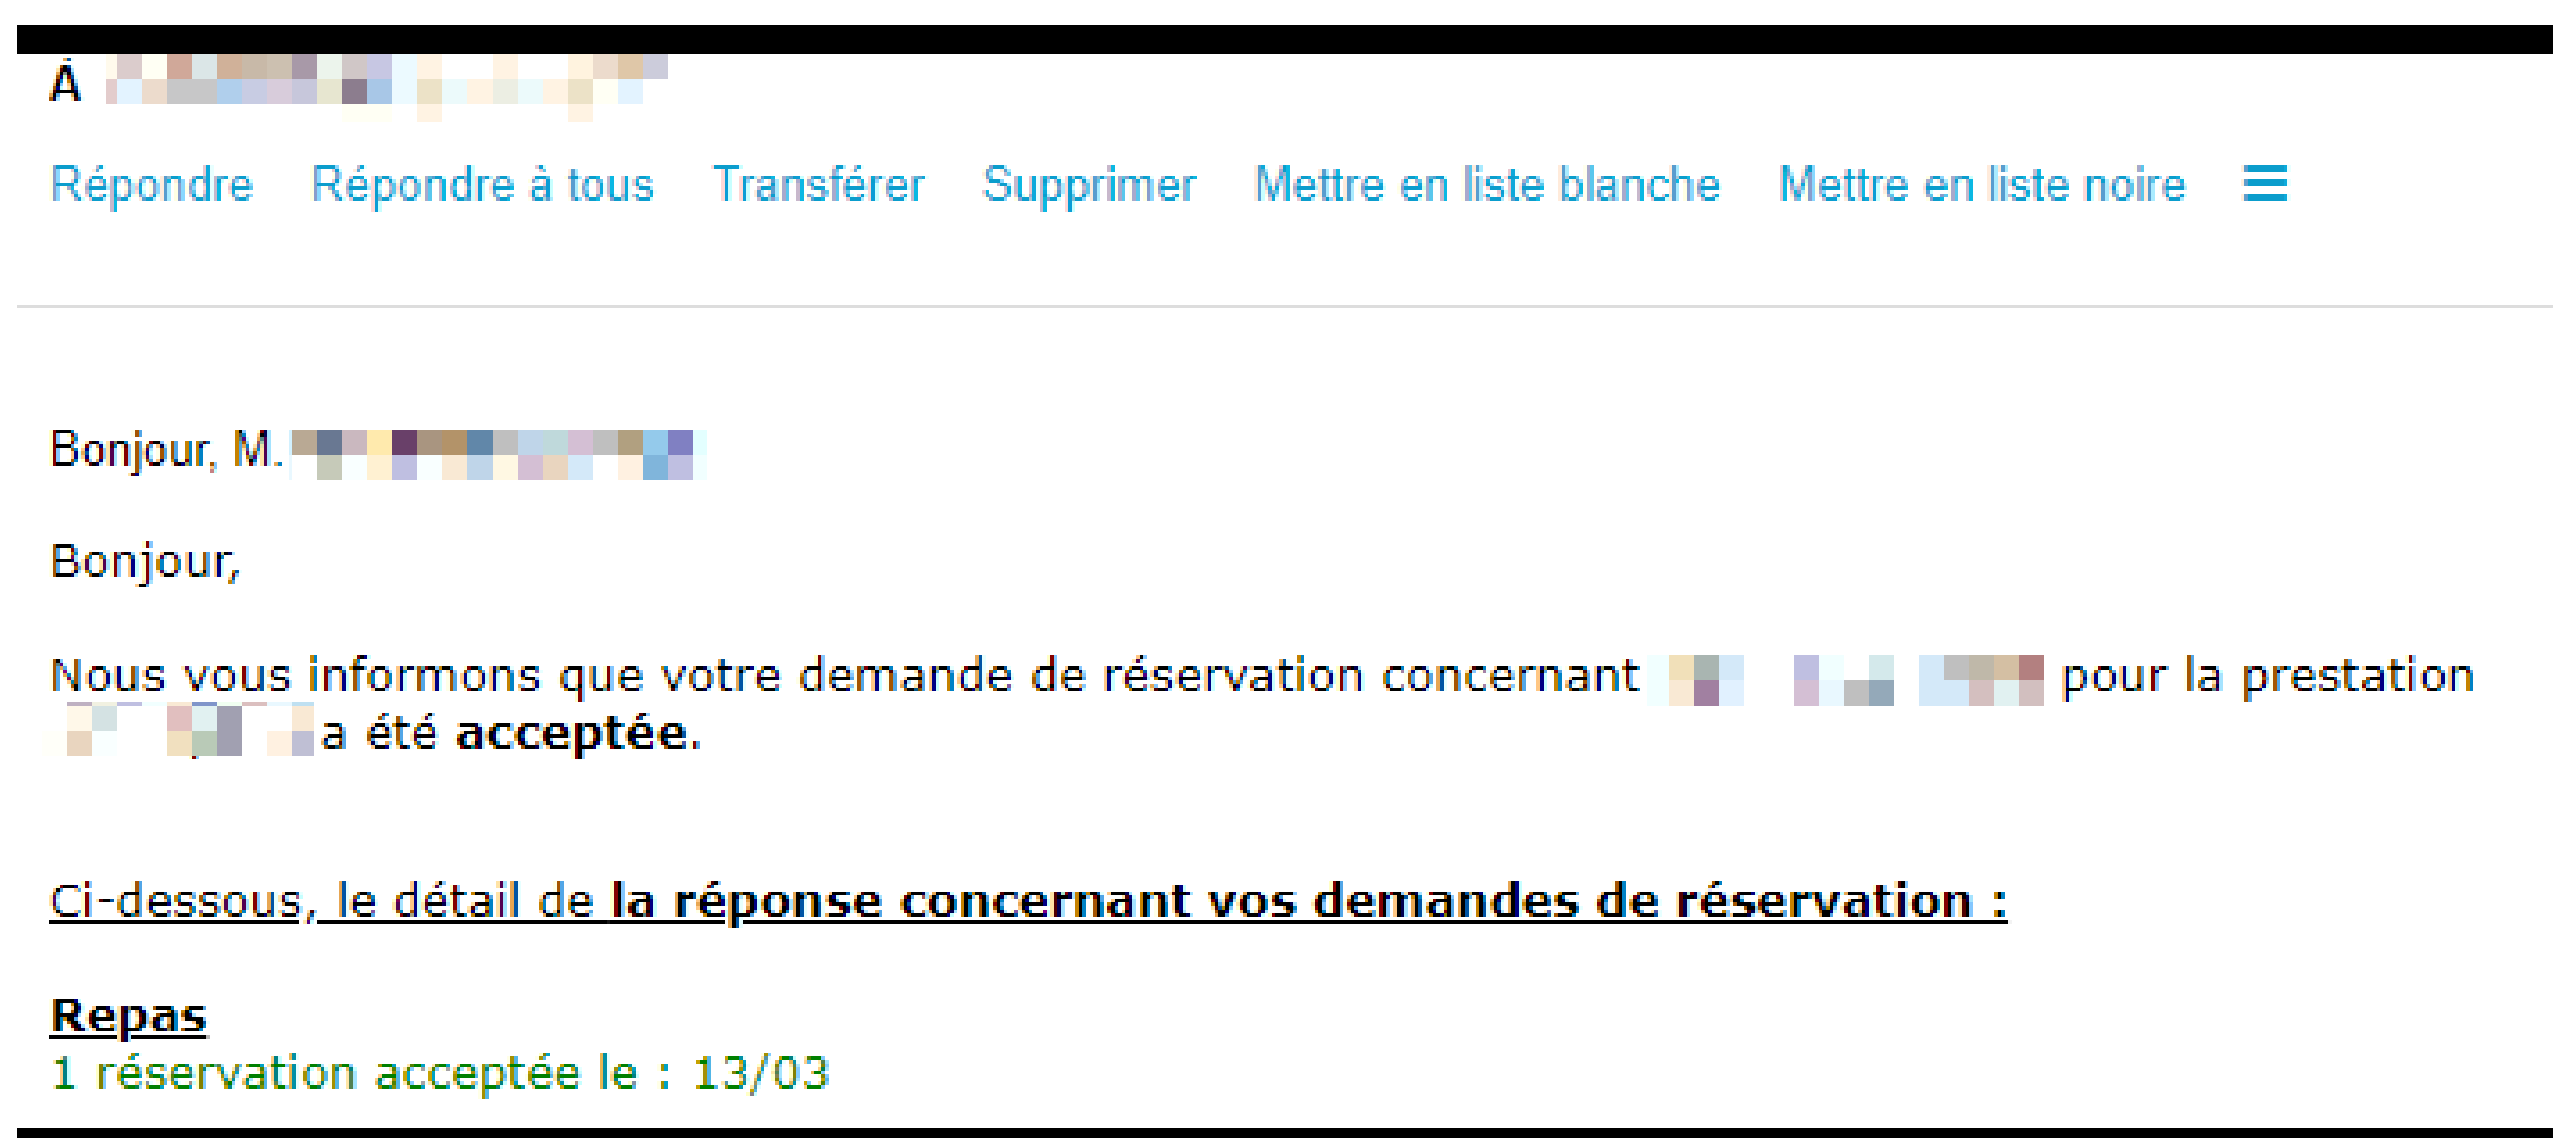 À
Répondre Répondre à tous Transférer Supprimer Mettre en liste blanche Mettre en liste noire
Bonjour, M.
Bonjour,
Nous vous informons que votre demande de réservation concernant pour la prestation
a été acceptée.
Ci-dessous, le détail de la réponse concernant vos demandes de réservation :
Repas
1 réservation acceptée le : 13/03